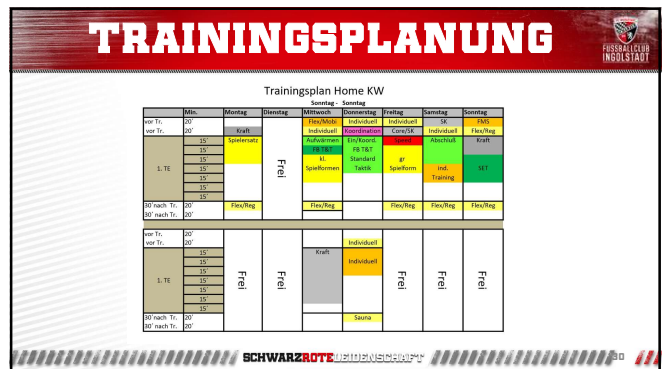 TRAININGSPLANUNG
FUSSBALLCLUB
INGOLSTADT
Trainingsplan Home KW
Sonntag - Sonntag
Min. Montag Dienstag Mittwoch Donnerstag Freitag Samstag Sonntag
vor Tr. 20' Flex/Mobi Individuell Individuell SK FMS
vor Tr. 20' Kraft Individuell Koordination Core/SK Individuell Flex/Reg
15' Spielersatz Aufwärmen Ein/Koord. Speed Abschluß Kraft
15' FB T&T FB T&T
15' Frei kl. Standard gr
1. TE 15' Spielformen Taktik Spielform ind. SET
15' Training
15'
15'
30'nach Tr. 20' Flex/Reg Flex/Reg Flex/Reg Flex/Reg Flex/Reg
30' nach Tr. 20'
vor Tr. 20'
vor Tr. 20' Individuell
15' Kraft
15' Individuell
15'
1. TE 15' Frei Frei Frei Frei Frei
15'
15'
30'nach Tr. 20' Sauna
30' nach Tr. 20'
SCHWARZROTELEIDENSCHAFT
30